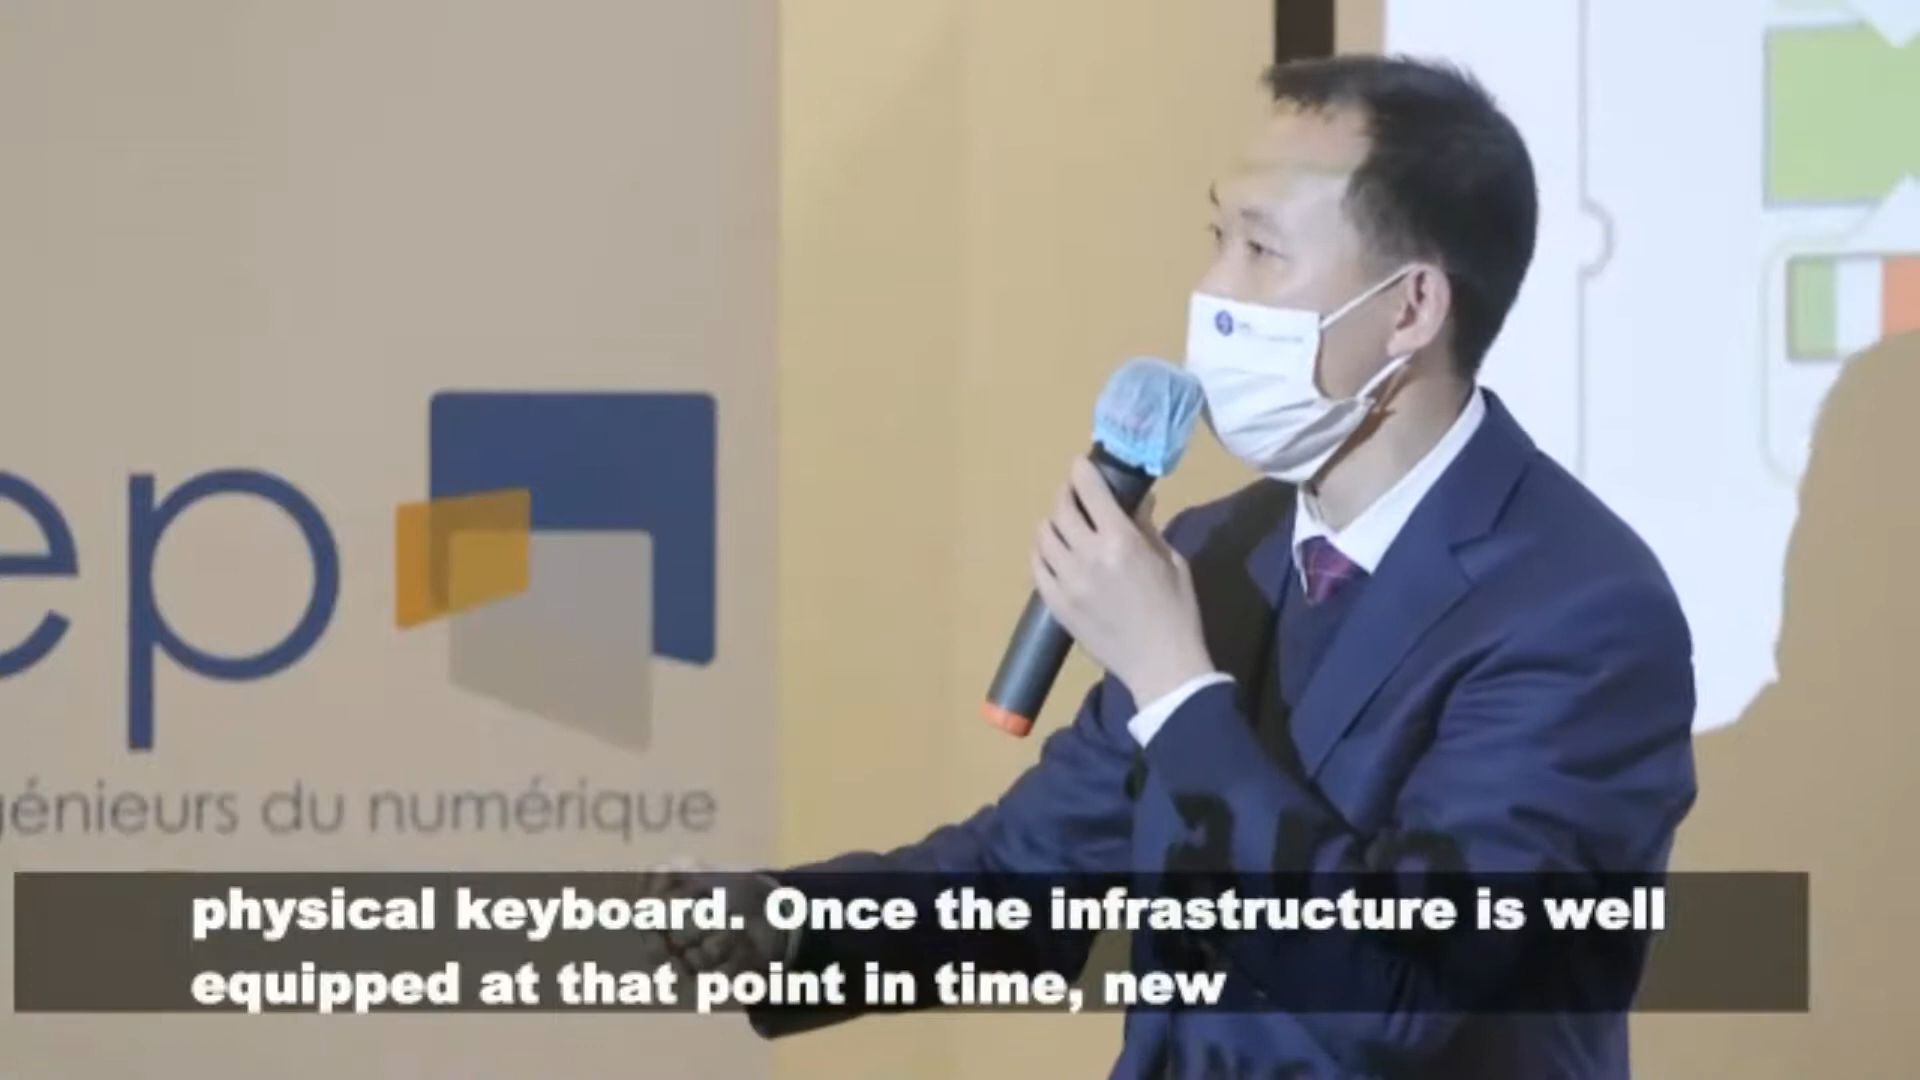 ep
génieurs du numérique
physical keyboard. Once the infrastructure is well
equipped at that point in time, new